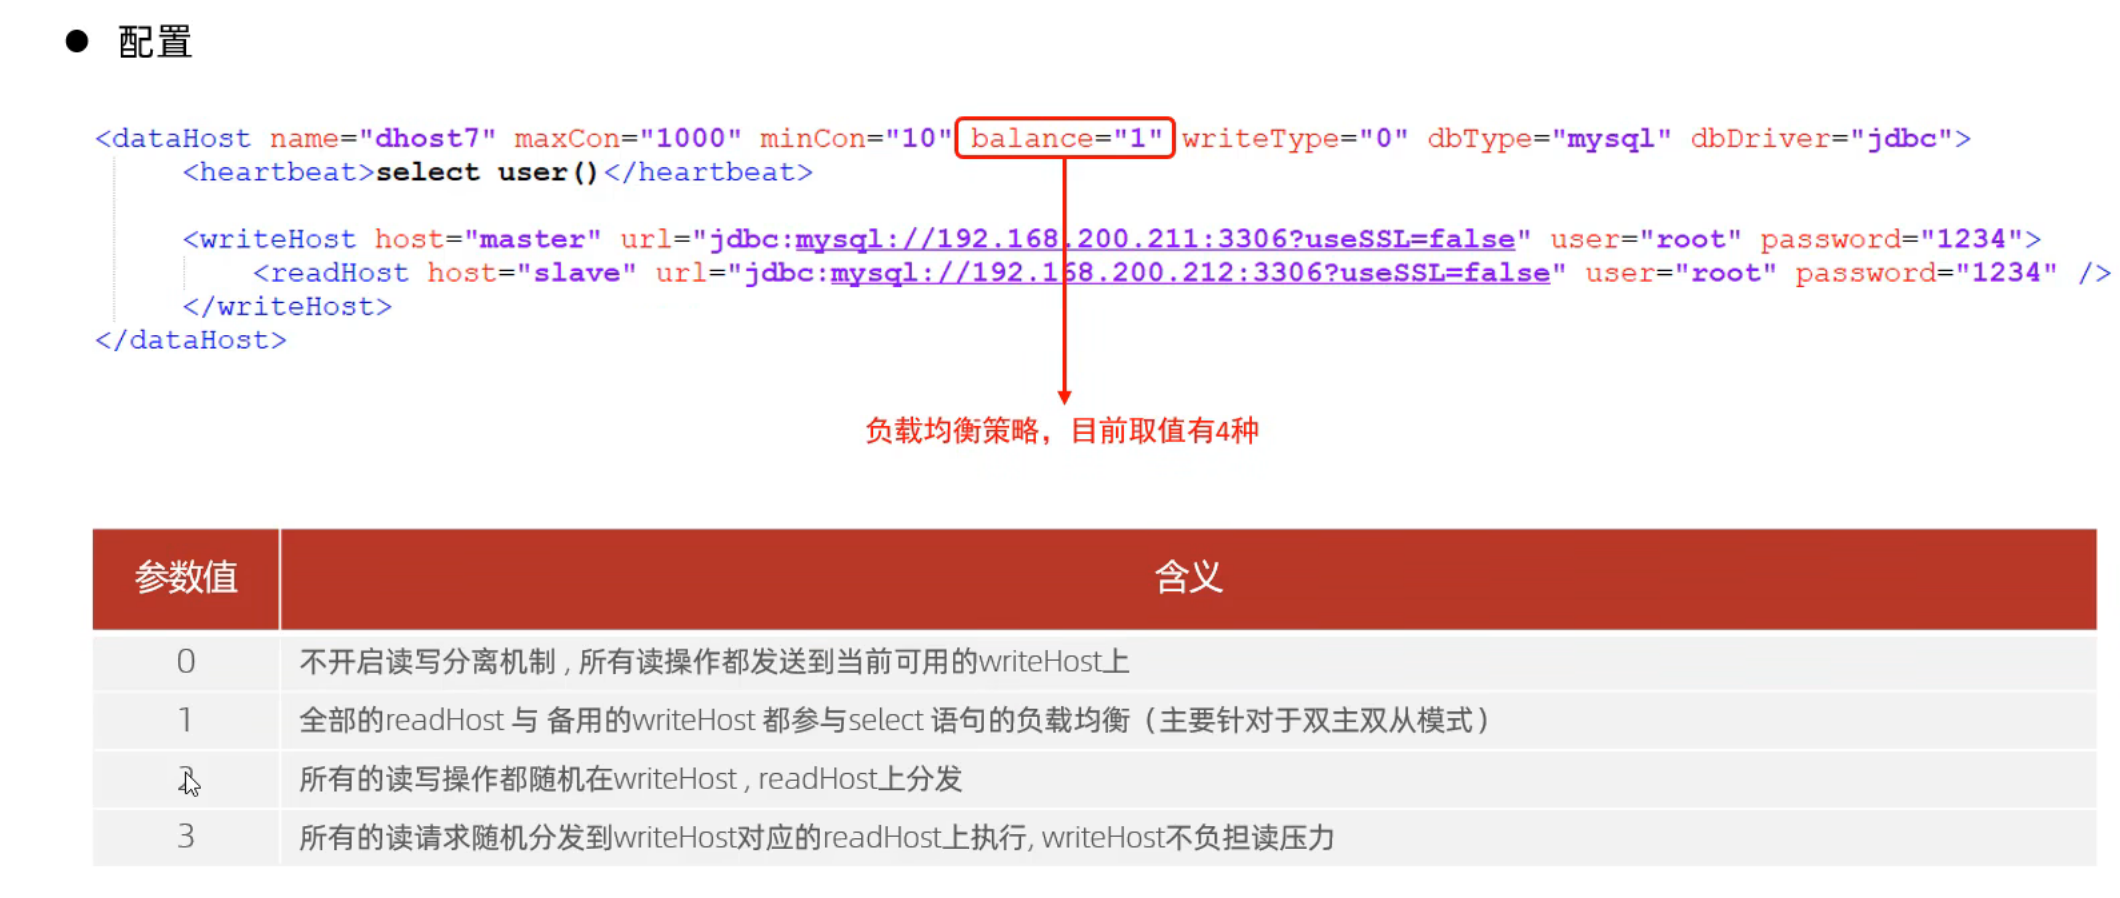 ● 配置
<dataHost name="dhost7" maxCon="1000" minCon="10" balance="1" writeType="0" dbType="mysql" dbDriver="jdbc">
<heartbeat>select user()</heartbeat>
<writeHost host="master" url="jdbc:mysql://192.168.200.211:3306?useSSL=false" user="root" password="1234">
<readHost host="slave" url="jdbc:mysql://192.168.200.212:3306?useSSL=false" user="root" password="1234" />
</writeHost>
</dataHost>
负载均衡策略，目前取值有4种
参数值 含义
0 不开启读写分离机制 , 所有读操作都发送到当前可用的writeHost上
1 全部的readHost 与 备用的writeHost 都参与select 语句的负载均衡（主要针对于双主双从模式）
2 所有的读写操作都随机在writeHost , readHost上分发
3 所有的读请求随机分发到writeHost对应的readHost上执行, writeHost不负担读压力